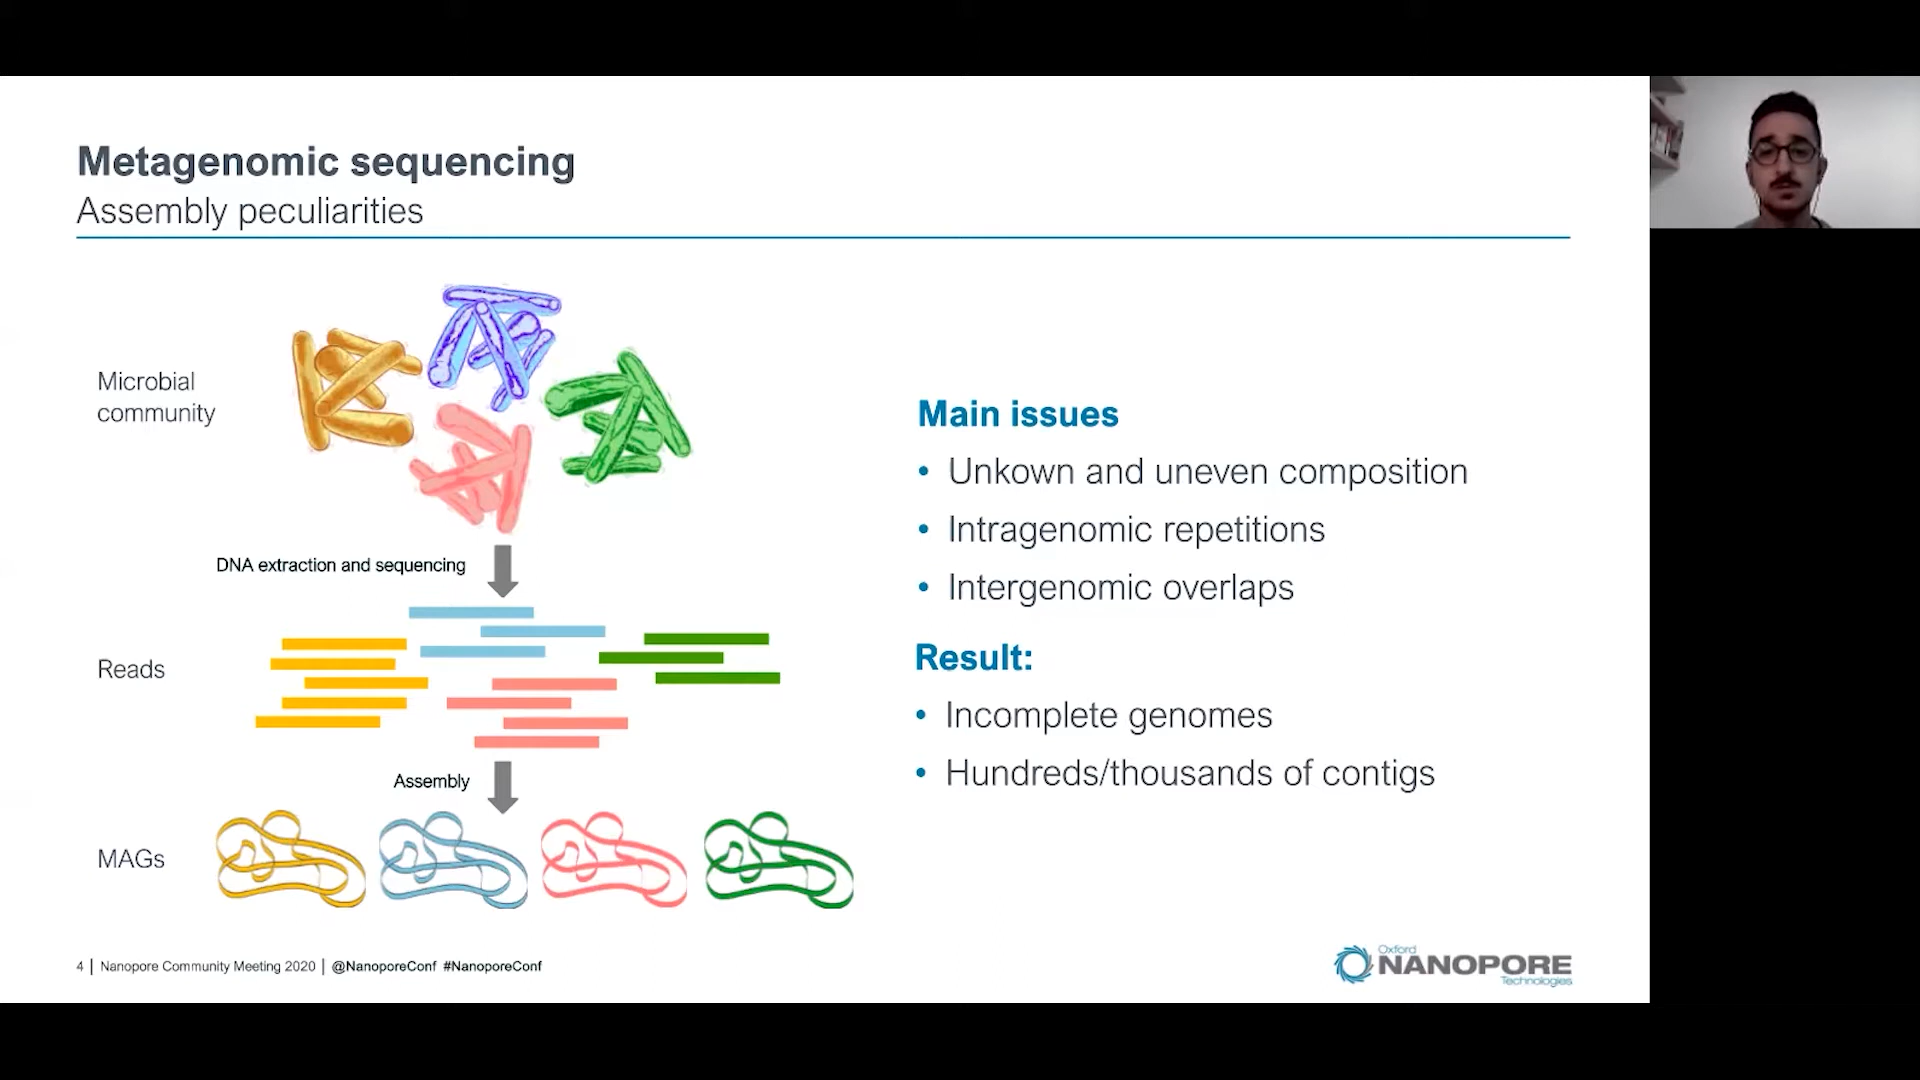 Metagenomic sequencing
Assembly peculiarities
Microbial
community
DNA extraction and sequencing
Reads
Assembly
MAGs
Main issues
• Unkown and uneven composition
• Intragenomic repetitions
• Intergenomic overlaps
Result:
• Incomplete genomes
• Hundreds/thousands of contigs
4 | Nanopore Community Meeting 2020 | @NanoporeConf #NanoporeConf
Oxford
NANOPORE
Technologies